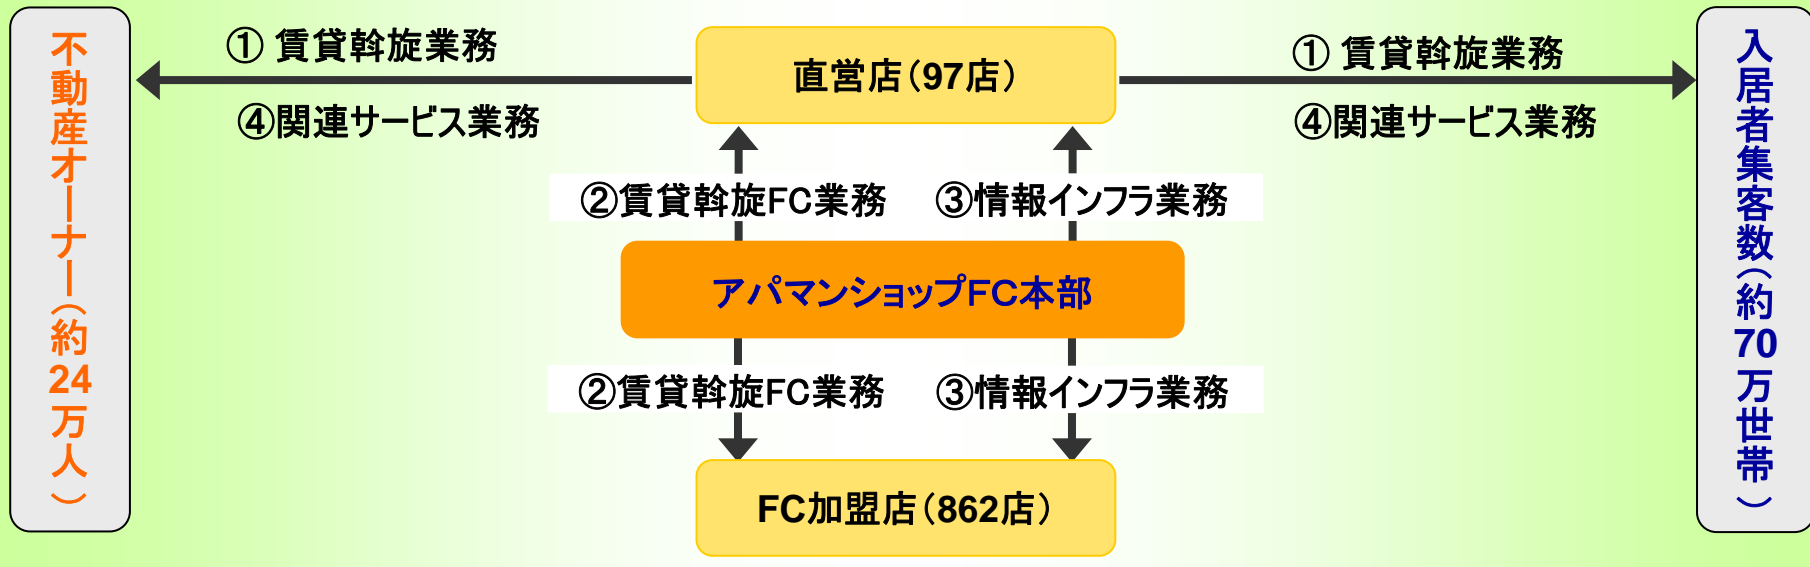 不動産オーナー（約24万人）
① 賃貸斡旋業務
④関連サービス業務
直営店（97店）
① 賃貸斡旋業務
④関連サービス業務
②賃貸斡旋FC業務
③情報インフラ業務
アパマンショップFC本部
②賃貸斡旋FC業務
③情報インフラ業務
FC加盟店（862店）
入居者集客数（約70万世帯）